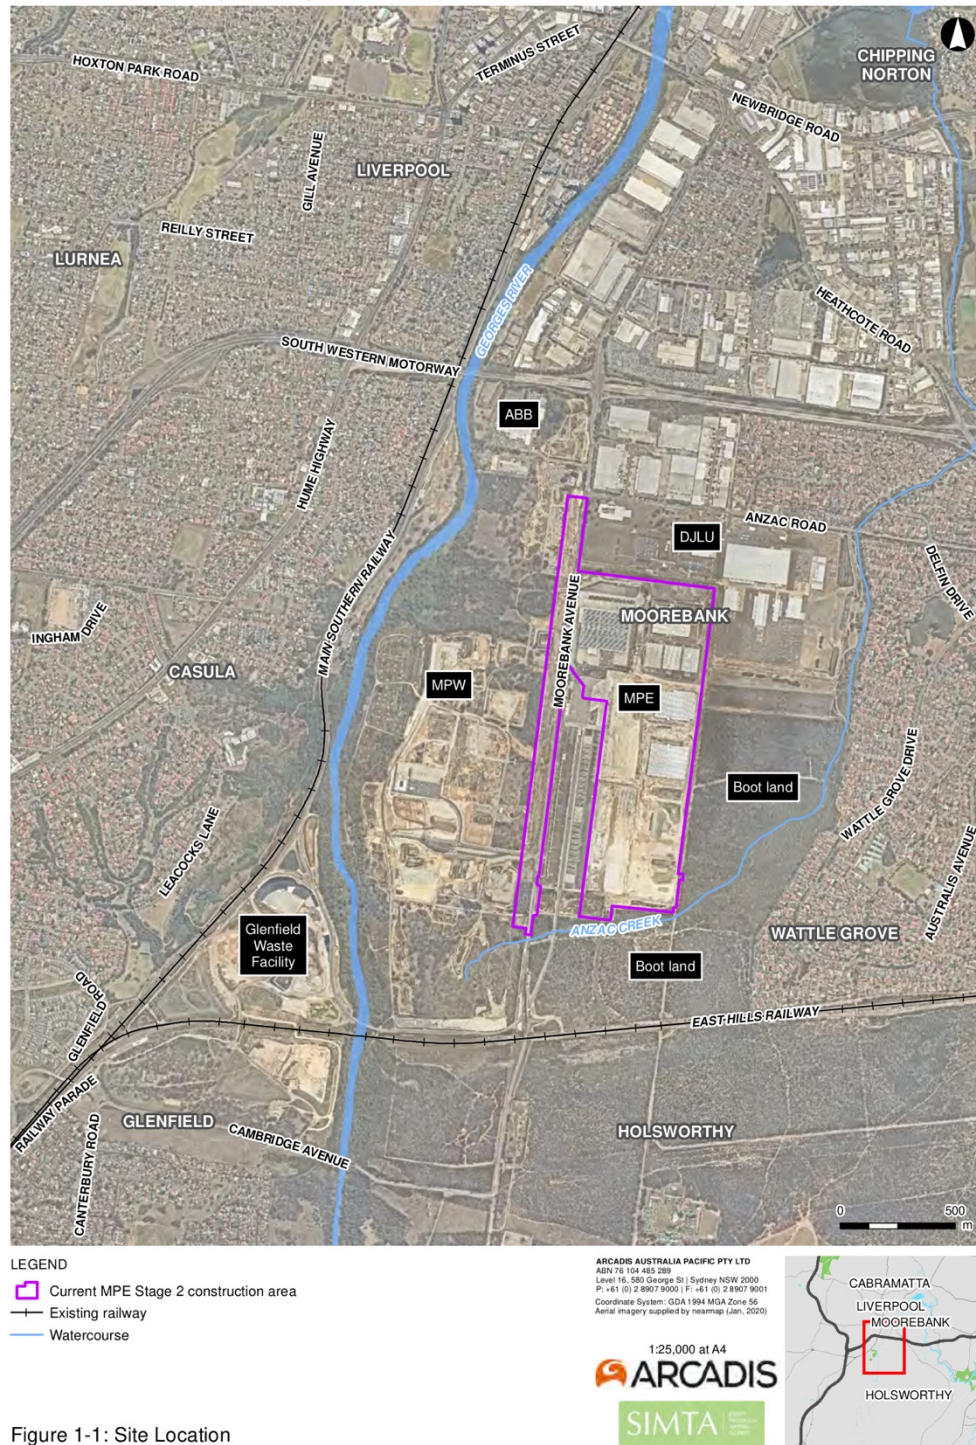 HOXTON PARK ROAD
TERMINUS STREET
CHIPPING
NORTON
NEWBRIDGE ROAD
GILL AVENUE
LIVERPOOL
REILLY STREET
LURNEA
GEORGES RIVER
HEATHCOTE ROAD
SOUTH WESTERN MOTORWAY
ABB
HUME HIGHWAY
ANZAC ROAD
DJLU
DELFIN DRIVE
MAIN SOUTHERN RAILWAY
MOOREBANK AVENUE
MOOREBANK
INGHAM DRIVE
CASULA
MPW
MPE
Boot land
WATTLE GROVE DRIVE
LEACOCKS LANE
AUSTRALIS AVENUE
Glenfield
Waste
Facility
ANZAC CREEK
WATTLE GROVE
Boot land
GLENFIELD ROAD
EAST HILLS RAILWAY
RAILWAY PARADE
GLENFIELD
CAMBRIDGE AVENUE
HOLSWORTHY
CANTERBURY ROAD
0 500
m
LEGEND
Current MPE Stage 2 construction area
Existing railway
Watercourse
ARCADIS AUSTRALIA PACIFIC PTY LTD
ABN 76 104 485 289
Level 16, 580 George St | Sydney NSW 2000
P: +61 (0) 2 8907 9000 | F: +61 (0) 2 8907 9001
Coordinate System: GDA 1994 MGA Zone 56
Aerial imagery supplied by nearmap (Jan, 2020)
1:25,000 at A4
ARCADIS
SIMTA
CABRAMATTA
LIVERPOOL
MOOREBANK
HOLSWORTHY
Figure 1-1: Site Location